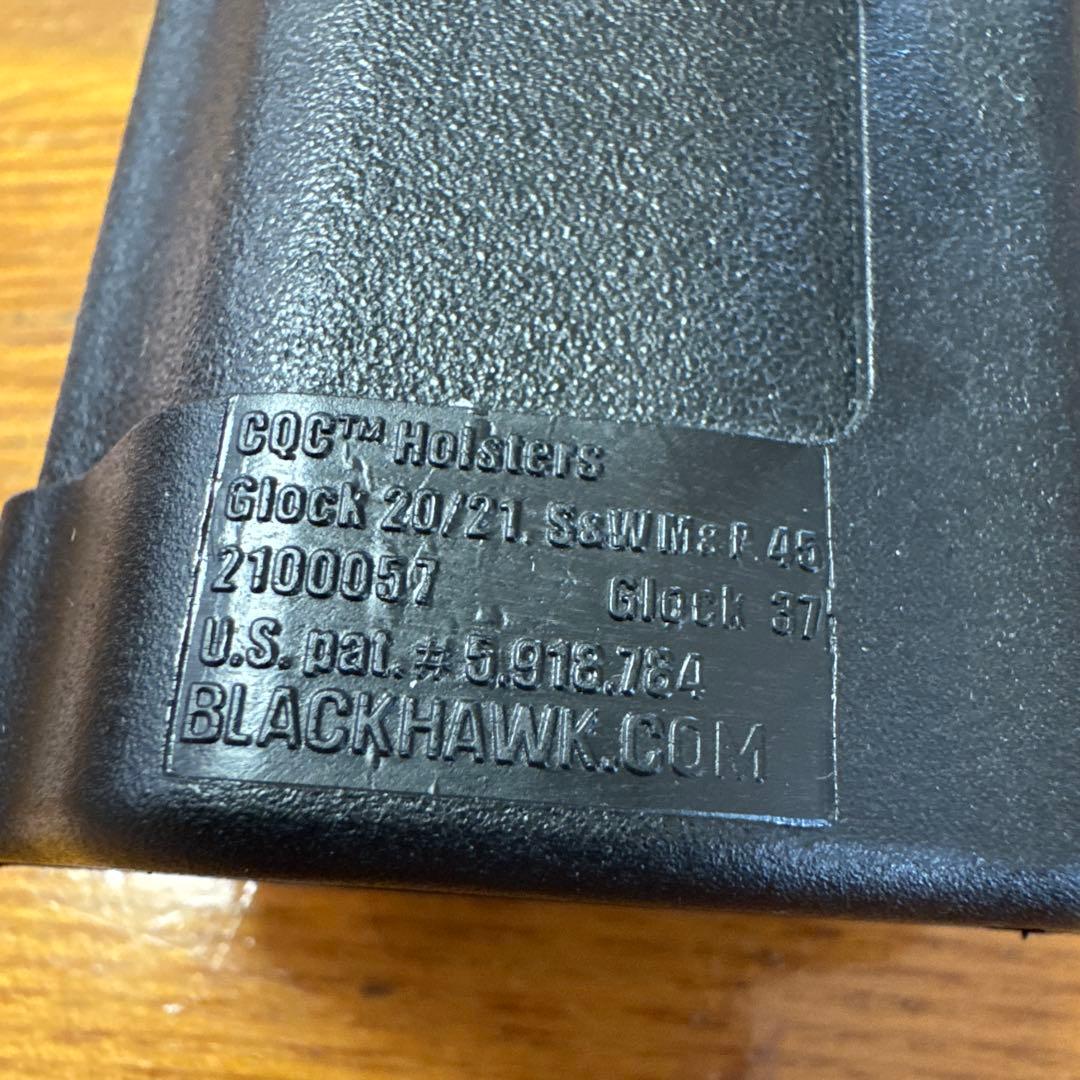 CQC™ Holsters
Glock 20/21, S&W M&P 45
2100057 Glock 37
U.S. pat. # 5,918,784
BLACKHAWK.COM